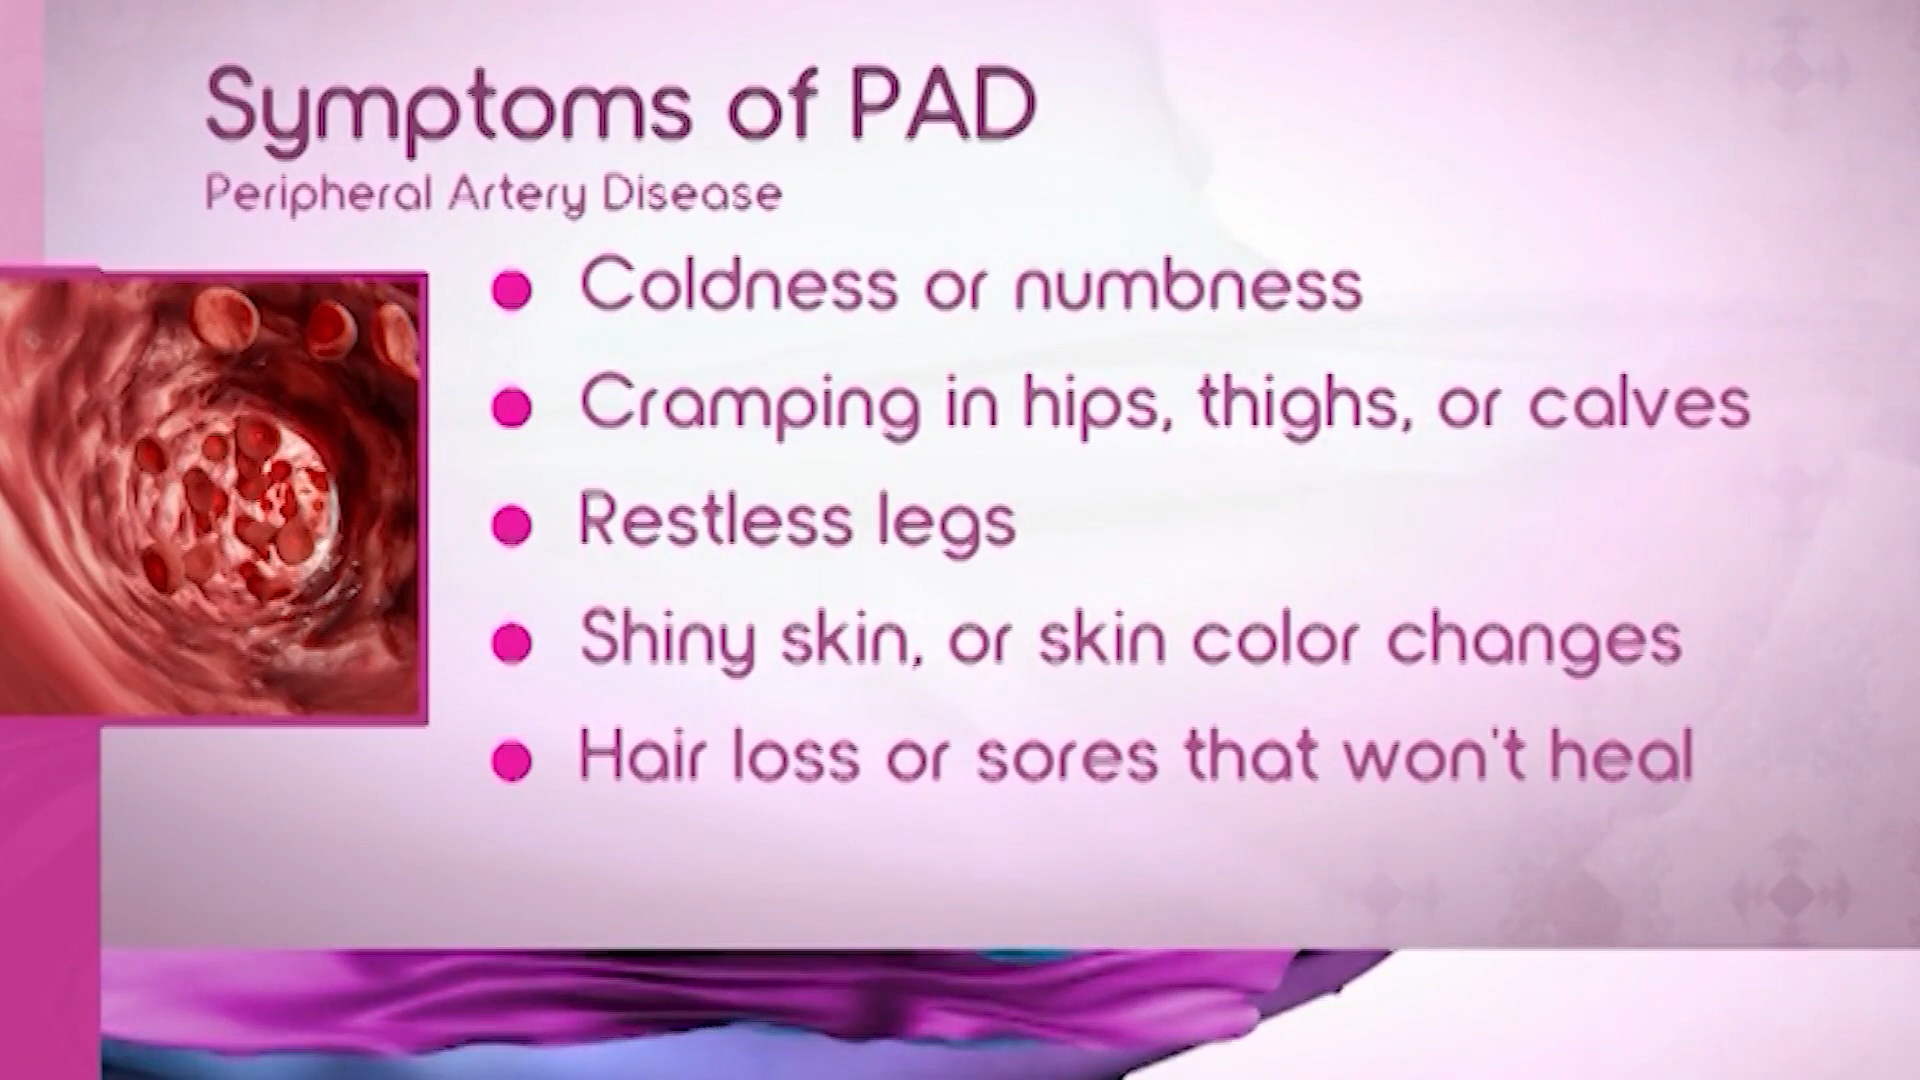 Symptoms of PAD
Peripheral Artery Disease
Coldness or numbness
Cramping in hips, thighs, or calves
Restless legs
Shiny skin, or skin color changes
Hair loss or sores that won't heal